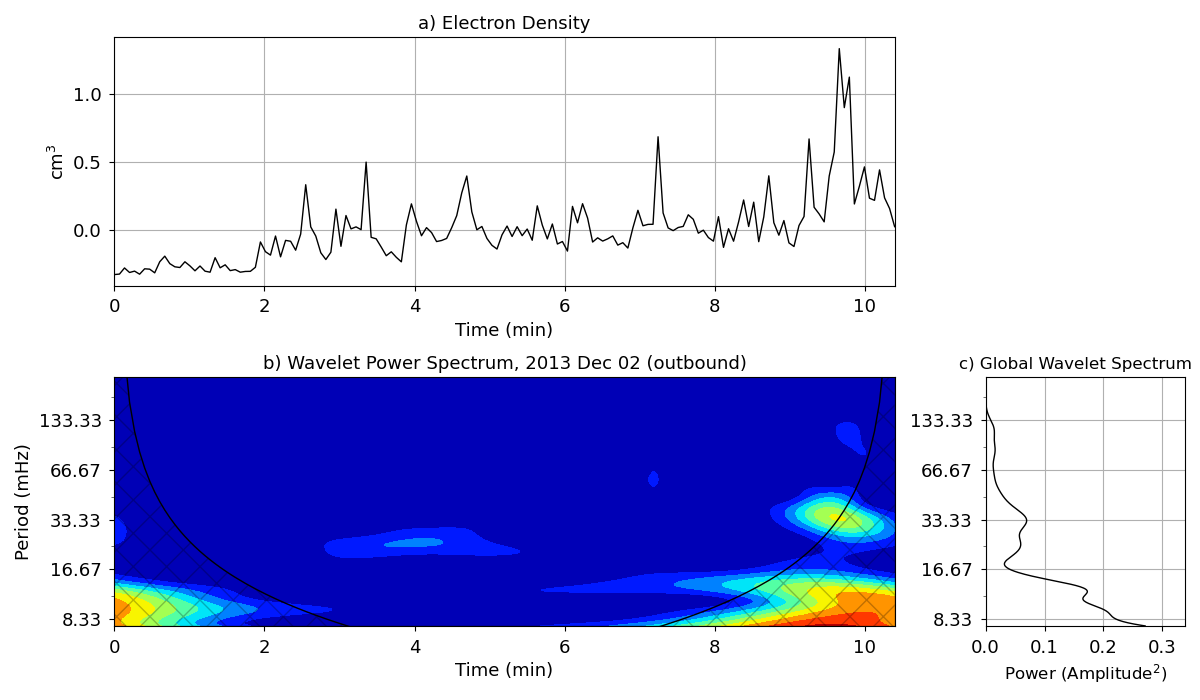 a) Electron Density
cm³
1.0
0.5
0.0
0 2 4 6 8 10
Time (min)
b) Wavelet Power Spectrum, 2013 Dec 02 (outbound)
Period (mHz)
133.33
66.67
33.33
16.67
8.33
0 2 4 6 8 10
Time (min)
c) Global Wavelet Spectrum
133.33
66.67
33.33
16.67
8.33
0.0 0.1 0.2 0.3
Power (Amplitude²)